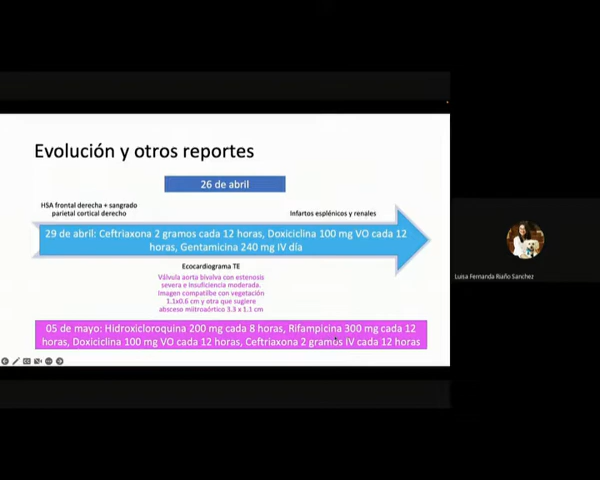 Evolución y otros reportes
26 de abril
HSA frontal derecha + sangrado
parietal cortical derecho
Infartos esplénicos y renales
29 de abril: Ceftriaxona 2 gramos cada 12 horas, Doxiciclina 100 mg VO cada 12
horas, Gentamicina 240 mg IV día
Ecocardiograma TE
Válvula aorta bivalva con estenosis
severa e Insuficiencia moderada.
Imagen compatilbe con vegetación
1.1x0.6 cm y otra que sugiere
absceso miitroaórtico 3.3 x 1.1 cm
05 de mayo: Hidroxicloroquina 200 mg cada 8 horas, Rifampicina 300 mg cada 12
horas, Doxiciclina 100 mg VO cada 12 horas, Ceftriaxona 2 gramos IV cada 12 horas
Luisa Fernanda Riaño Sanchez